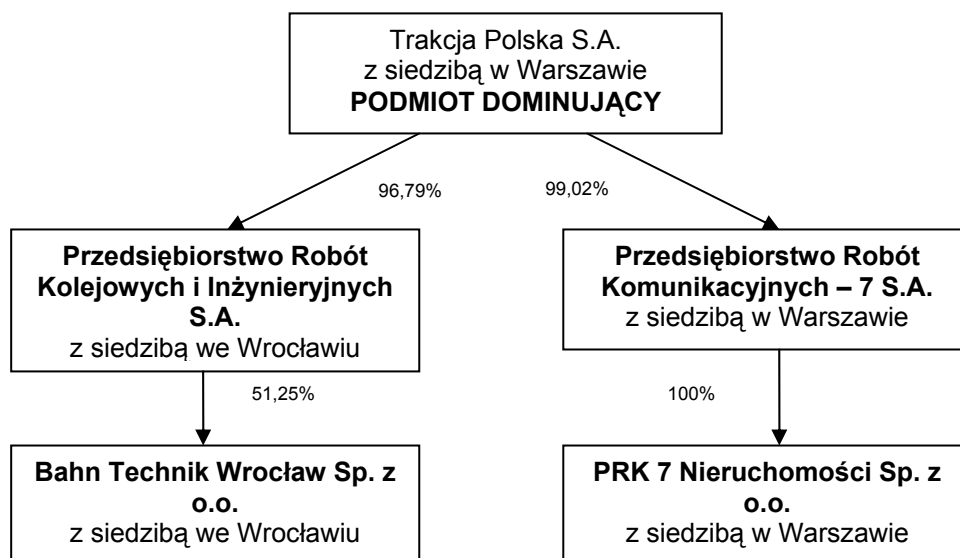 Trakcja Polska S.A.
z siedzibą w Warszawie
PODMIOT DOMINUJĄCY
96,79%
99,02%
Przedsiębiorstwo Robót
Kolejowych i Inżynieryjnych
S.A.
z siedzibą we Wrocławiu
Przedsiębiorstwo Robót
Komunikacyjnych – 7 S.A.
z siedzibą w Warszawie
51,25%
100%
Bahn Technik Wrocław Sp. z
o.o.
z siedzibą we Wrocławiu
PRK 7 Nieruchomości Sp. z
o.o.
z siedzibą w Warszawie